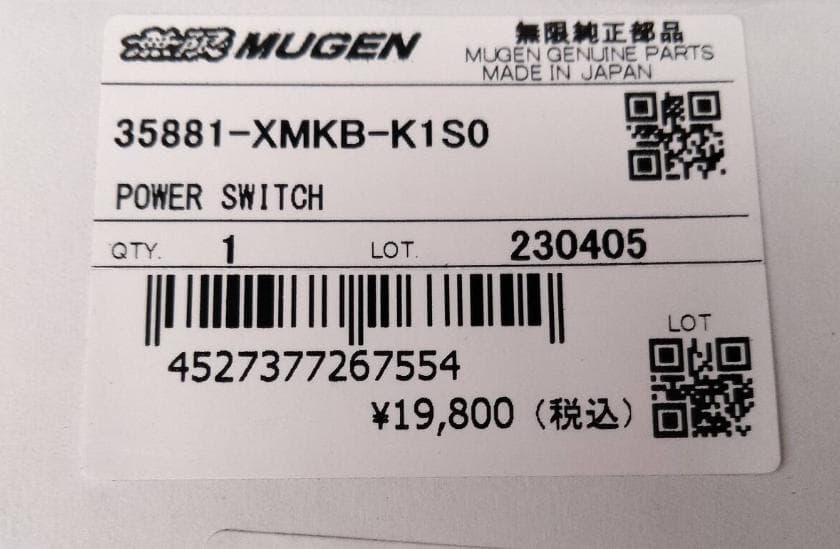 無限 MUGEN
無限純正部品
MUGEN GENUINE PARTS
MADE IN JAPAN
35881-XMKB-K1S0
POWER SWITCH
QTY. 1 LOT. 230405
4527377267554
LOT
¥19,800（税込）